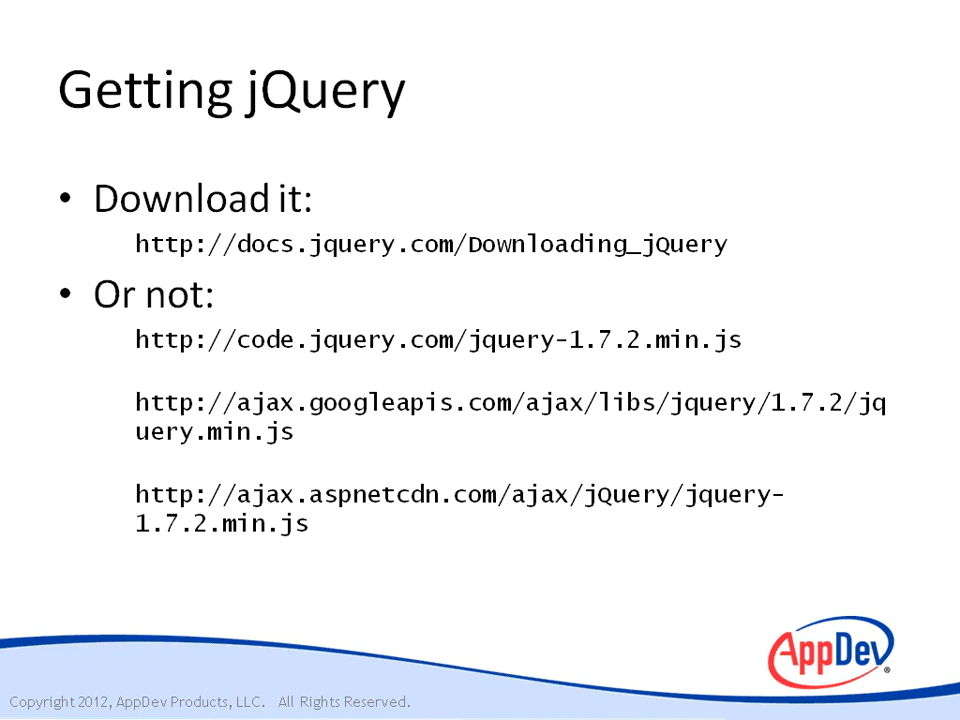 Getting jQuery
• Download it:
http://docs.jquery.com/Downloading_jQuery
• Or not:
http://code.jquery.com/jquery-1.7.2.min.js
http://ajax.googleapis.com/ajax/libs/jquery/1.7.2/jq
uery.min.js
http://ajax.aspnetcdn.com/ajax/jQuery/jquery-
1.7.2.min.js
AppDev®
Copyright 2012, AppDev Products, LLC. All Rights Reserved.